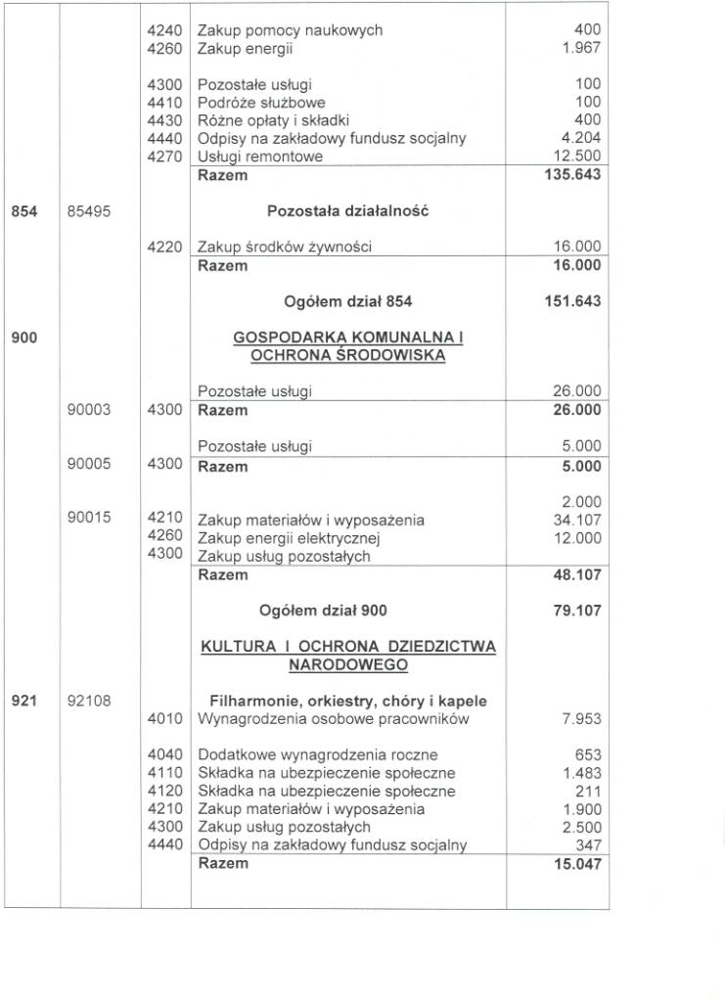 4240 Zakup pomocy naukowych 400
4260 Zakup energii 1.967
4300 Pozostałe usługi 100
4410 Podróże służbowe 100
4430 Różne opłaty i składki 400
4440 Odpisy na zakładowy fundusz socjalny 4.204
4270 Usługi remontowe 12.500
Razem 135.643
854 85495 Pozostała działalność
4220 Zakup środków żywności 16.000
Razem 16.000
Ogółem dział 854 151.643
900 GOSPODARKA KOMUNALNA I
OCHRONA ŚRODOWISKA
Pozostałe usługi 26.000
90003 4300 Razem 26.000
Pozostałe usługi 5.000
90005 4300 Razem 5.000
2.000
90015 4210 Zakup materiałów i wyposażenia 34.107
4260 Zakup energii elektrycznej 12.000
4300 Zakup usług pozostałych
Razem 48.107
Ogółem dział 900 79.107
KULTURA I OCHRONA DZIEDZICTWA
NARODOWEGO
921 92108 Filharmonie, orkiestry, chóry i kapele
4010 Wynagrodzenia osobowe pracowników 7.953
4040 Dodatkowe wynagrodzenia roczne 653
4110 Składka na ubezpieczenie społeczne 1.483
4120 Składka na ubezpieczenie społeczne 211
4210 Zakup materiałów i wyposażenia 1.900
4300 Zakup usług pozostałych 2.500
4440 Odpisy na zakładowy fundusz socjalny 347
Razem 15.047